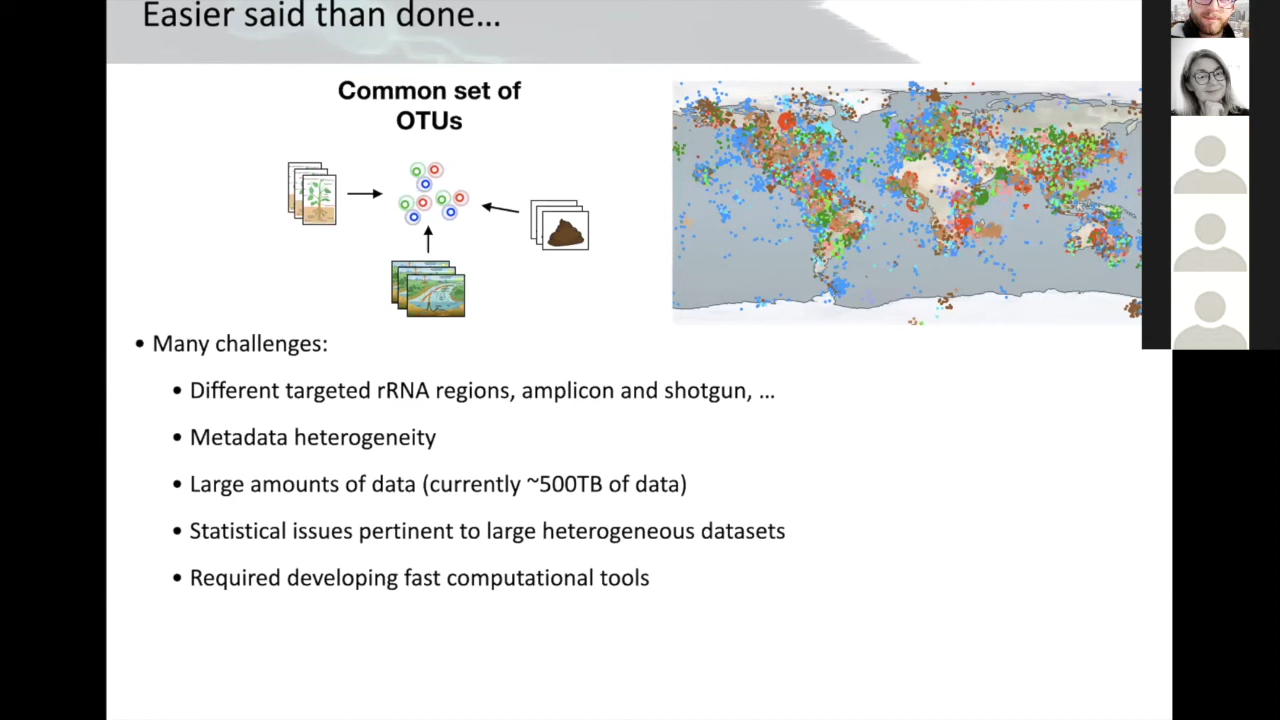 Easier said than done...
Common set of
OTUs
• Many challenges:
• Different targeted rRNA regions, amplicon and shotgun, ...
• Metadata heterogeneity
• Large amounts of data (currently ~500TB of data)
• Statistical issues pertinent to large heterogeneous datasets
• Required developing fast computational tools